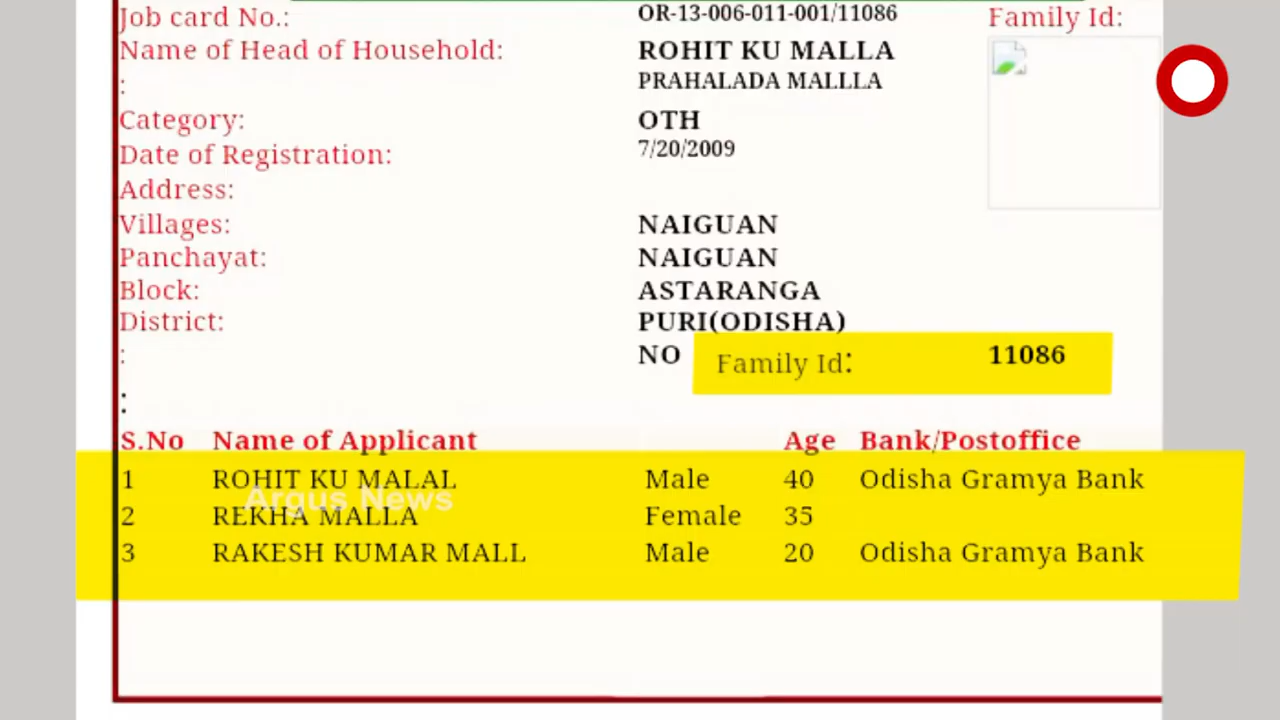 Job card No.: OR-13-006-011-001/11086 Family Id:
Name of Head of Household: ROHIT KU MALLA
: PRAHALADA MALLLA
Category: OTH
Date of Registration: 7/20/2009
Address:
Villages: NAIGUAN
Panchayat: NAIGUAN
Block: ASTARANGA
District: PURI(ODISHA)
: NO Family Id: 11086
:
S.No Name of Applicant Age Bank/Postoffice
1 ROHIT KU MALAL Male 40 Odisha Gramya Bank
Argus News
2 REKHA MALLA Female 35
3 RAKESH KUMAR MALL Male 20 Odisha Gramya Bank